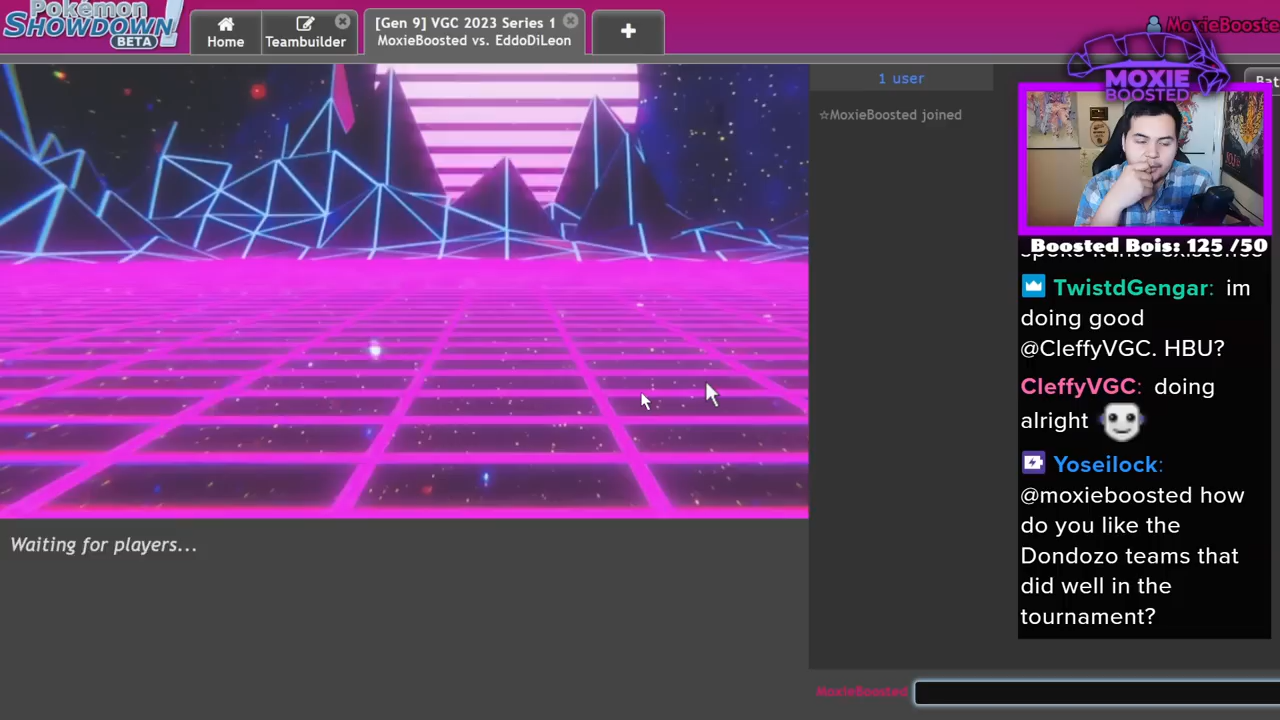 Pokémon
SHOWDOWN!
BETA
Home
Teambuilder
[Gen 9] VGC 2023 Series 1
MoxieBoosted vs. EddoDiLeon
+
MoxieBooste
1 user
Bat
☆MoxieBoosted joined
MOXIE
BOOSTED
Boosted Bois: 125 /50
TwistdGengar: im
doing good
@CleffyVGC. HBU?
CleffyVGC: doing
alright
Yoseilock:
@moxieboosted how
do you like the
Dondozo teams that
did well in the
tournament?
Waiting for players...
MoxieBoosted